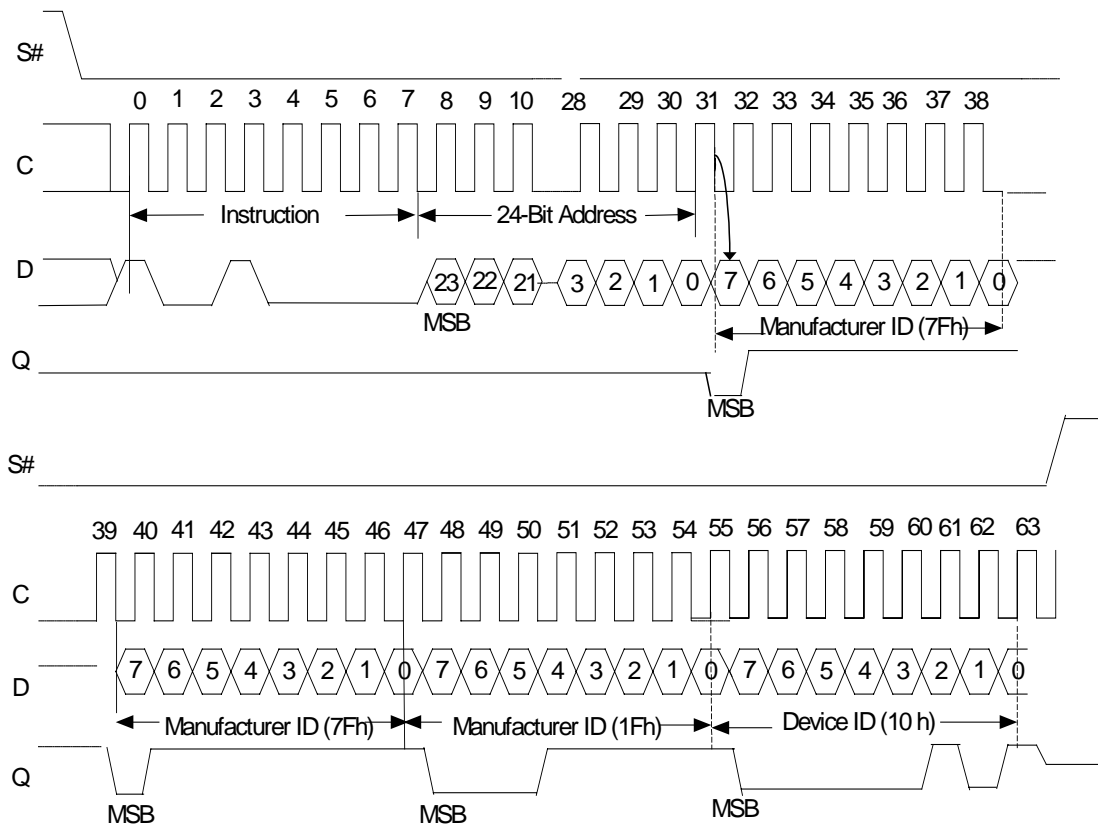 S#
0 1 2 3 4 5 6 7 8 9 10 28 29 30 31 32 33 34 35 36 37 38
C
Instruction 24-Bit Address
D
23 22 21 3 2 1 0 7 6 5 4 3 2 1 0
MSB Manufacturer ID (7Fh)
Q
MSB
S#
39 40 41 42 43 44 45 46 47 48 49 50 51 52 53 54 55 56 57 58 59 60 61 62 63
C
D 7 6 5 4 3 2 1 0 7 6 5 4 3 2 1 0 7 6 5 4 3 2 1 0
Manufacturer ID (7Fh) Manufacturer ID (1Fh) Device ID (10 h)
Q
MSB MSB MSB